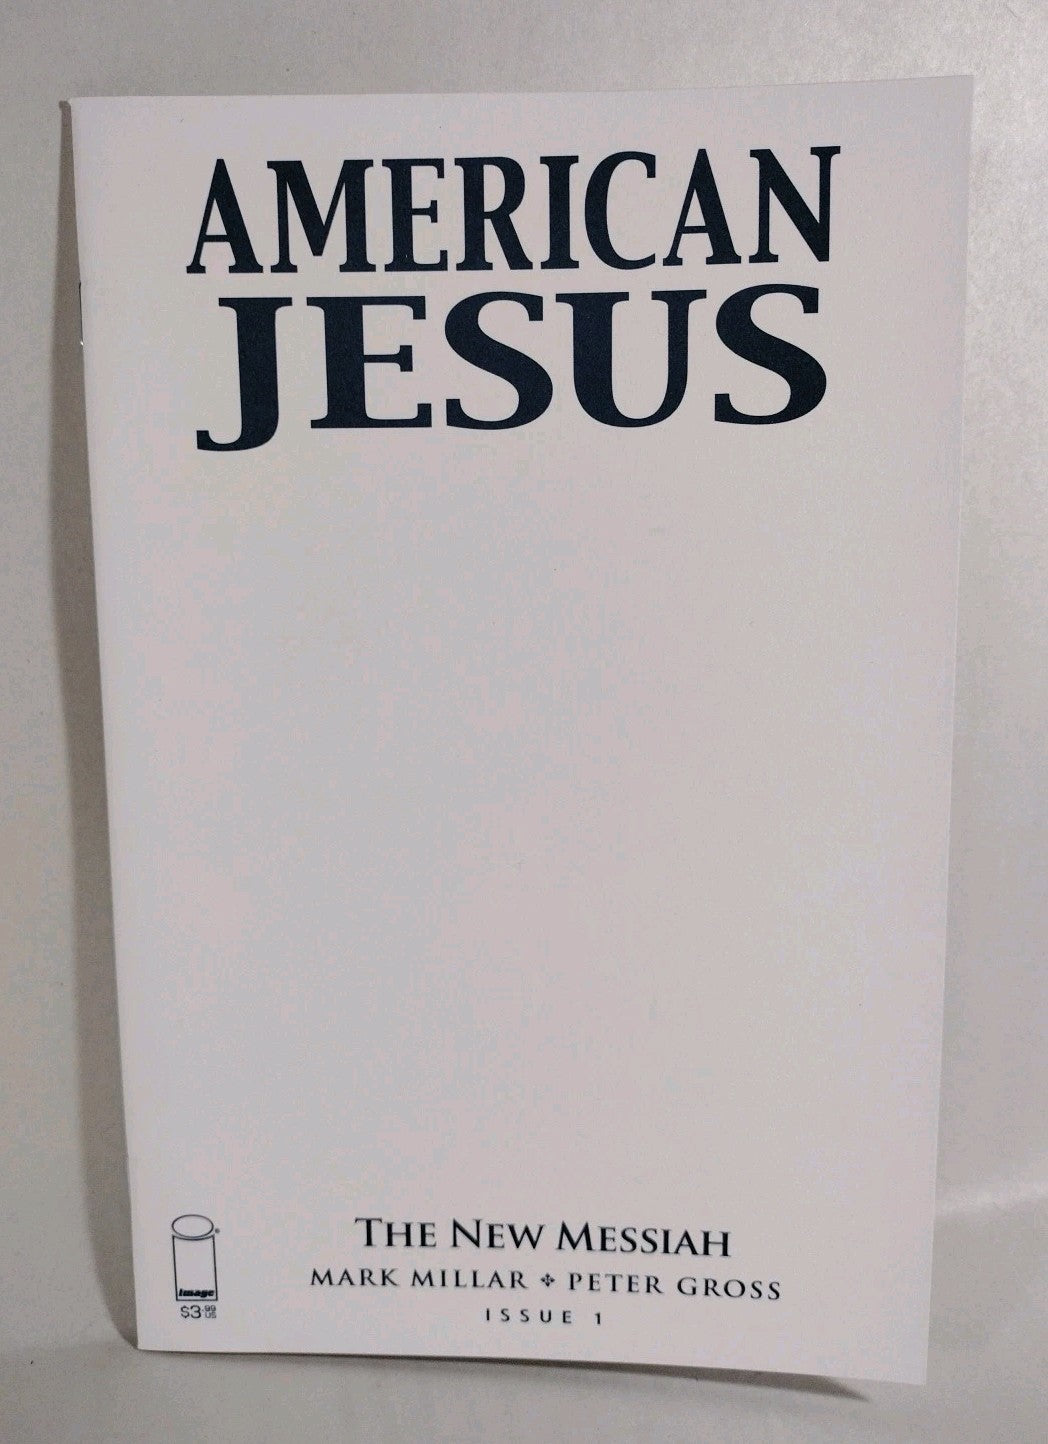 AMERICAN
JESUS
THE NEW MESSIAH
MARK MILLAR ✣ PETER GROSS
ISSUE 1
image®
$3.99
US